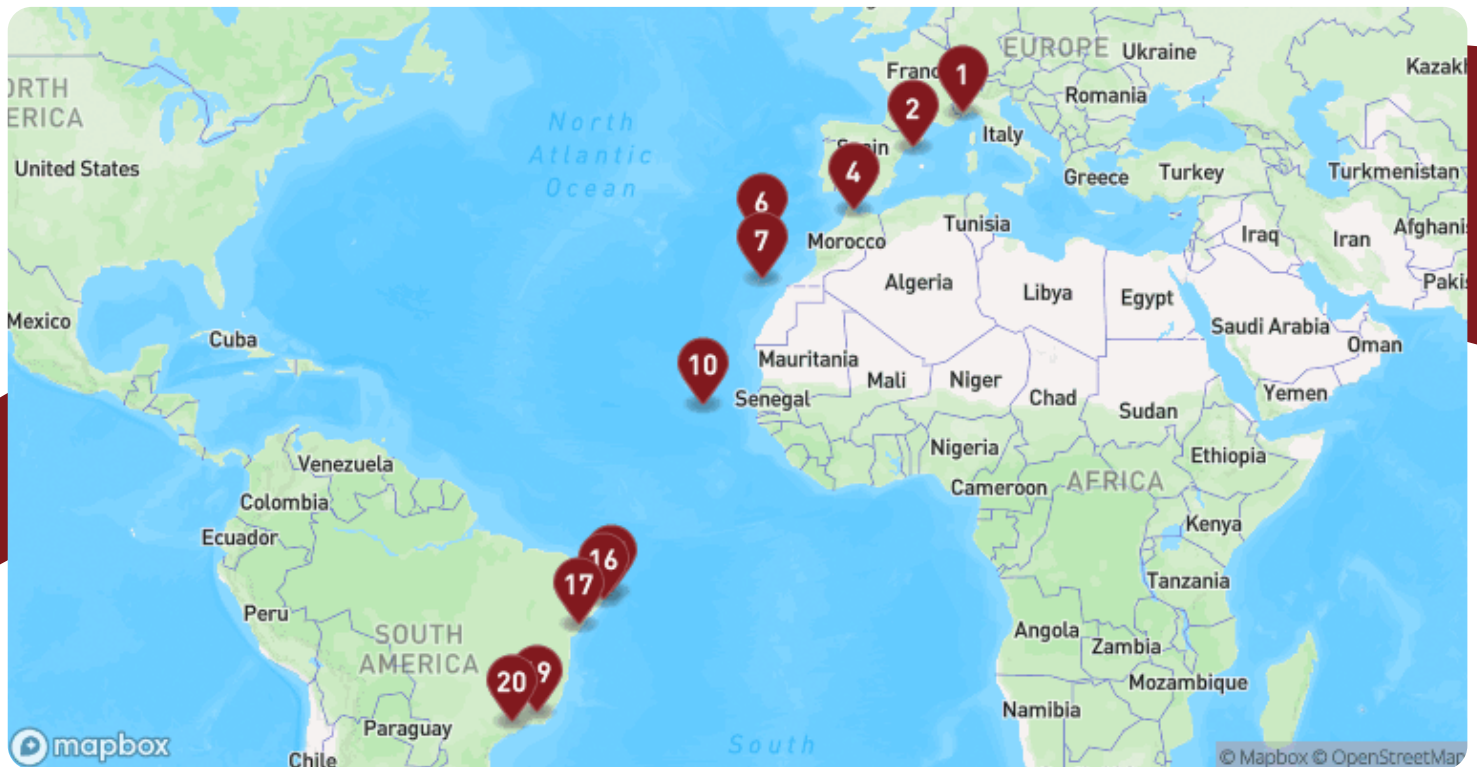 EUROPE
Ukraine
Franc
1
Kazakh
ORTH
ERICA
Romania
2
North
Atlantic
Ocean
Italy
Spain
United States
4
Greece
Turkey
Turkmenistan
6
Tunisia
7
Morocco
Iraq
Iran
Afghanis
Algeria
Libya
Egypt
Pakis
Mexico
Cuba
Saudi Arabia
Oman
10
Mauritania
Mali
Niger
Chad
Yemen
Senegal
Sudan
Venezuela
Nigeria
Ethiopia
Colombia
Cameroon
AFRICA
Ecuador
Kenya
16
17
Tanzania
Peru
SOUTH
AMERICA
Angola
Zambia
20
9
Mozambique
Namibia
Paraguay
South
mapbox
Chile
© Mapbox © OpenStreetMap